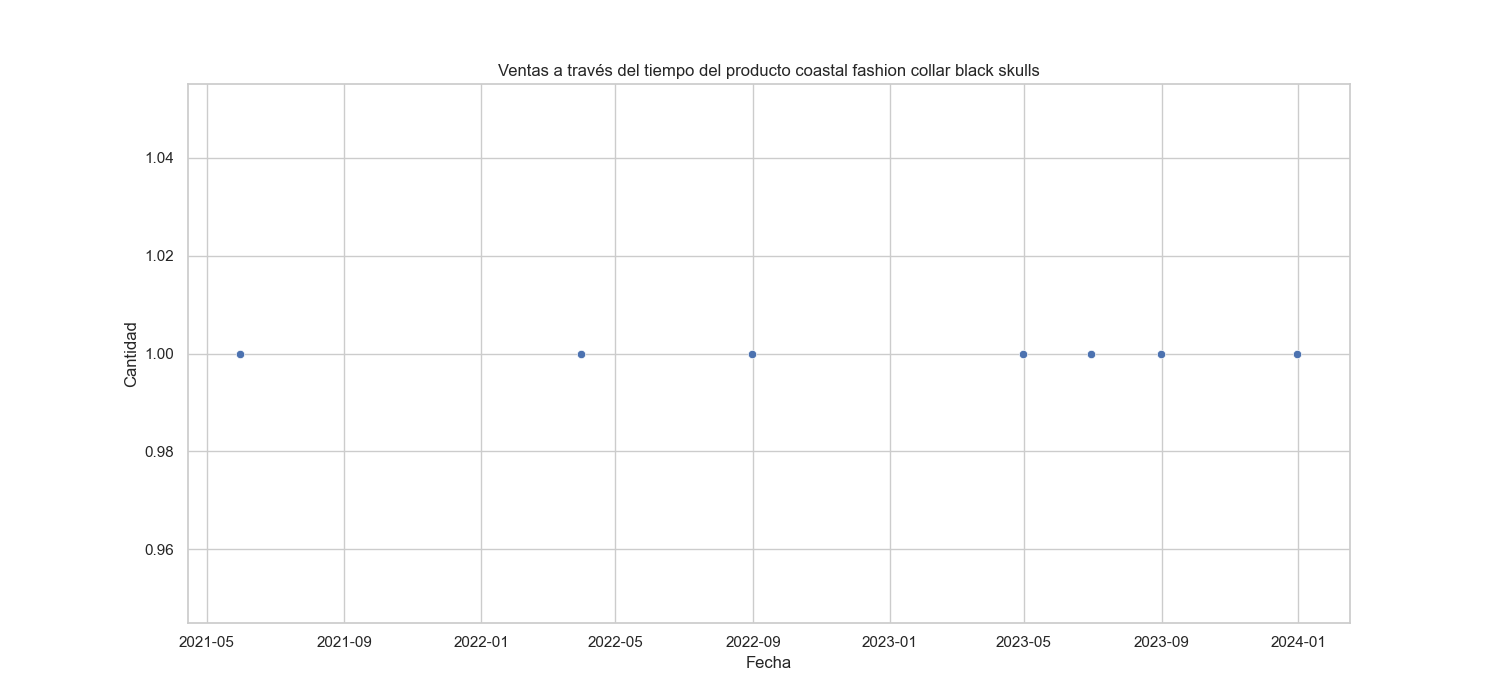 Ventas a través del tiempo del producto coastal fashion collar black skulls
1.04
1.02
1.00
0.98
0.96
Cantidad
2021-05 2021-09 2022-01 2022-05 2022-09 2023-01 2023-05 2023-09 2024-01
Fecha